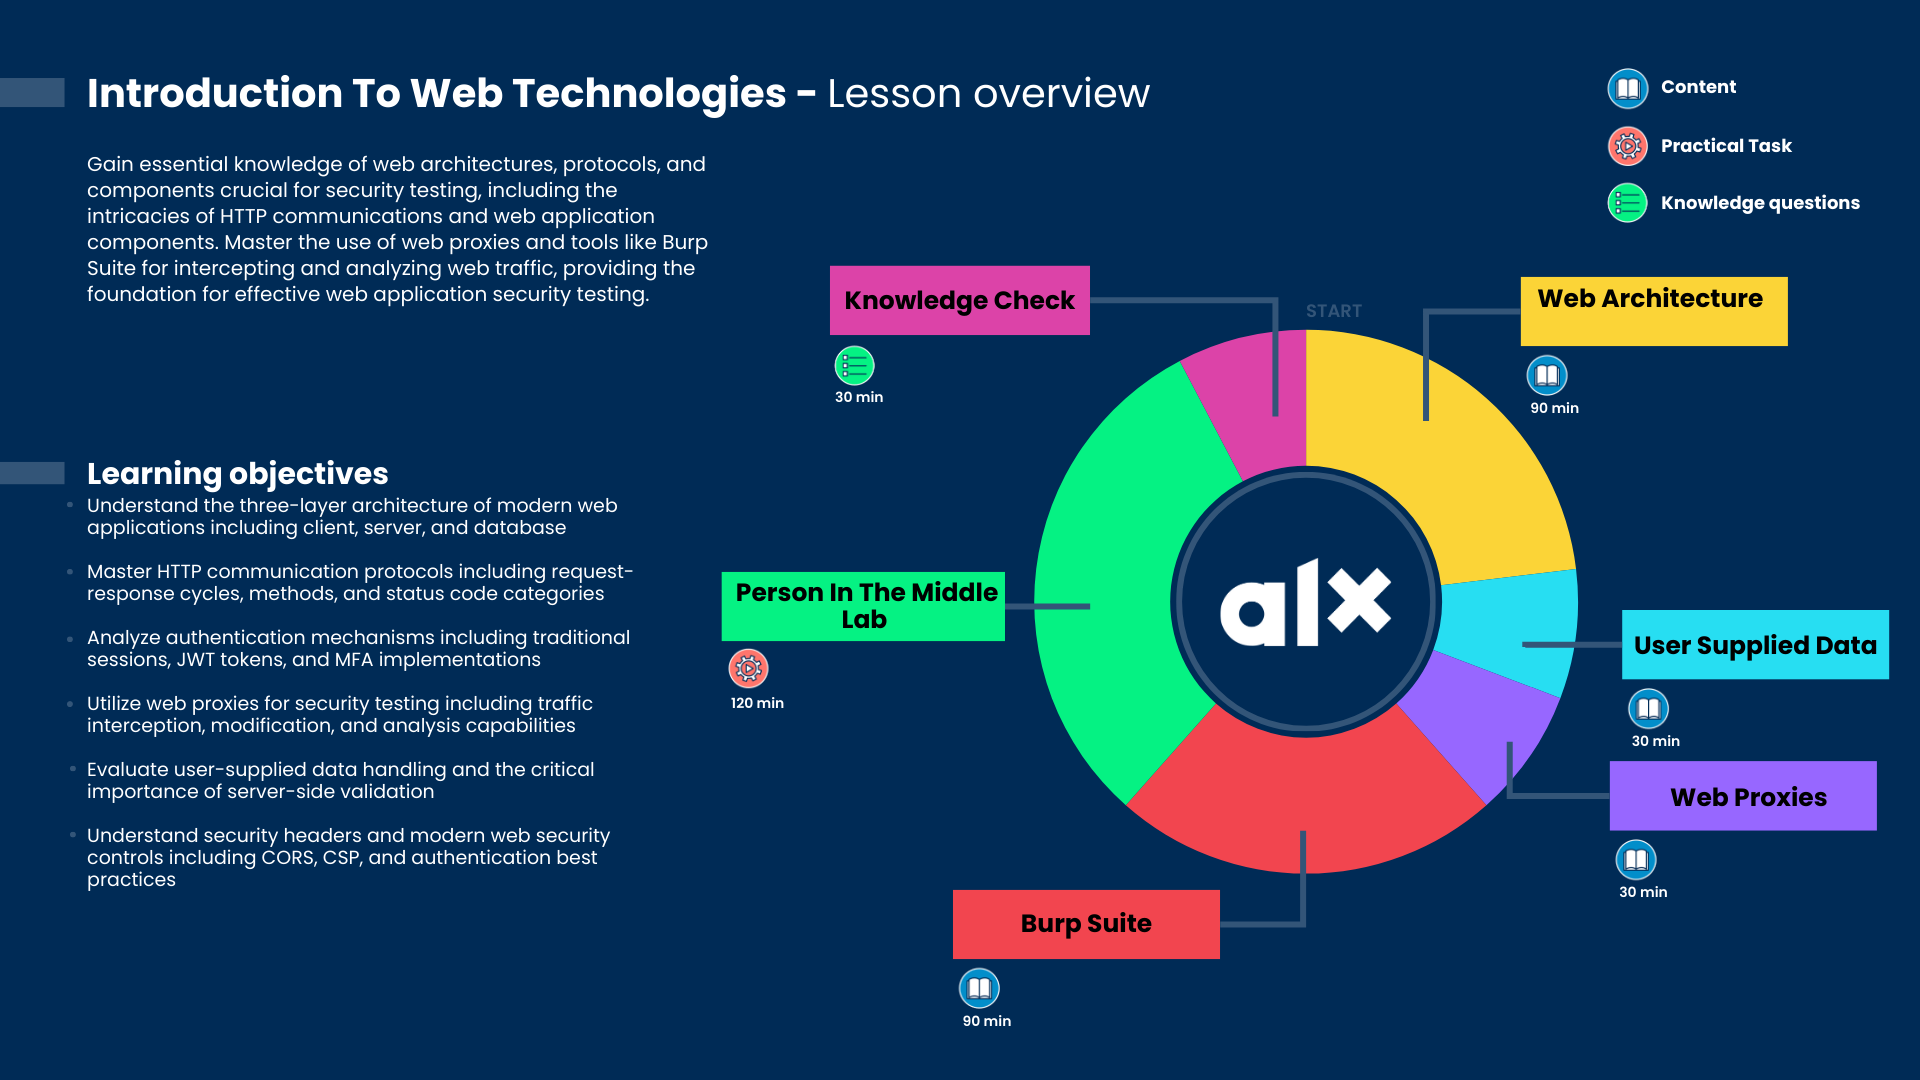 Introduction To Web Technologies - Lesson overview
Gain essential knowledge of web architectures, protocols, and
components crucial for security testing, including the
intricacies of HTTP communications and web application
components. Master the use of web proxies and tools like Burp
Suite for intercepting and analyzing web traffic, providing the
foundation for effective web application security testing.
Learning objectives
Understand the three-layer architecture of modern web
applications including client, server, and database
Master HTTP communication protocols including request-
response cycles, methods, and status code categories
Analyze authentication mechanisms including traditional
sessions, JWT tokens, and MFA implementations
Utilize web proxies for security testing including traffic
interception, modification, and analysis capabilities
Evaluate user-supplied data handling and the critical
importance of server-side validation
Understand security headers and modern web security
controls including CORS, CSP, and authentication best
practices
Content
Practical Task
Knowledge questions
START
Web Architecture
90 min
User Supplied Data
30 min
Web Proxies
30 min
Burp Suite
90 min
Person In The Middle
Lab
120 min
Knowledge Check
30 min
alx